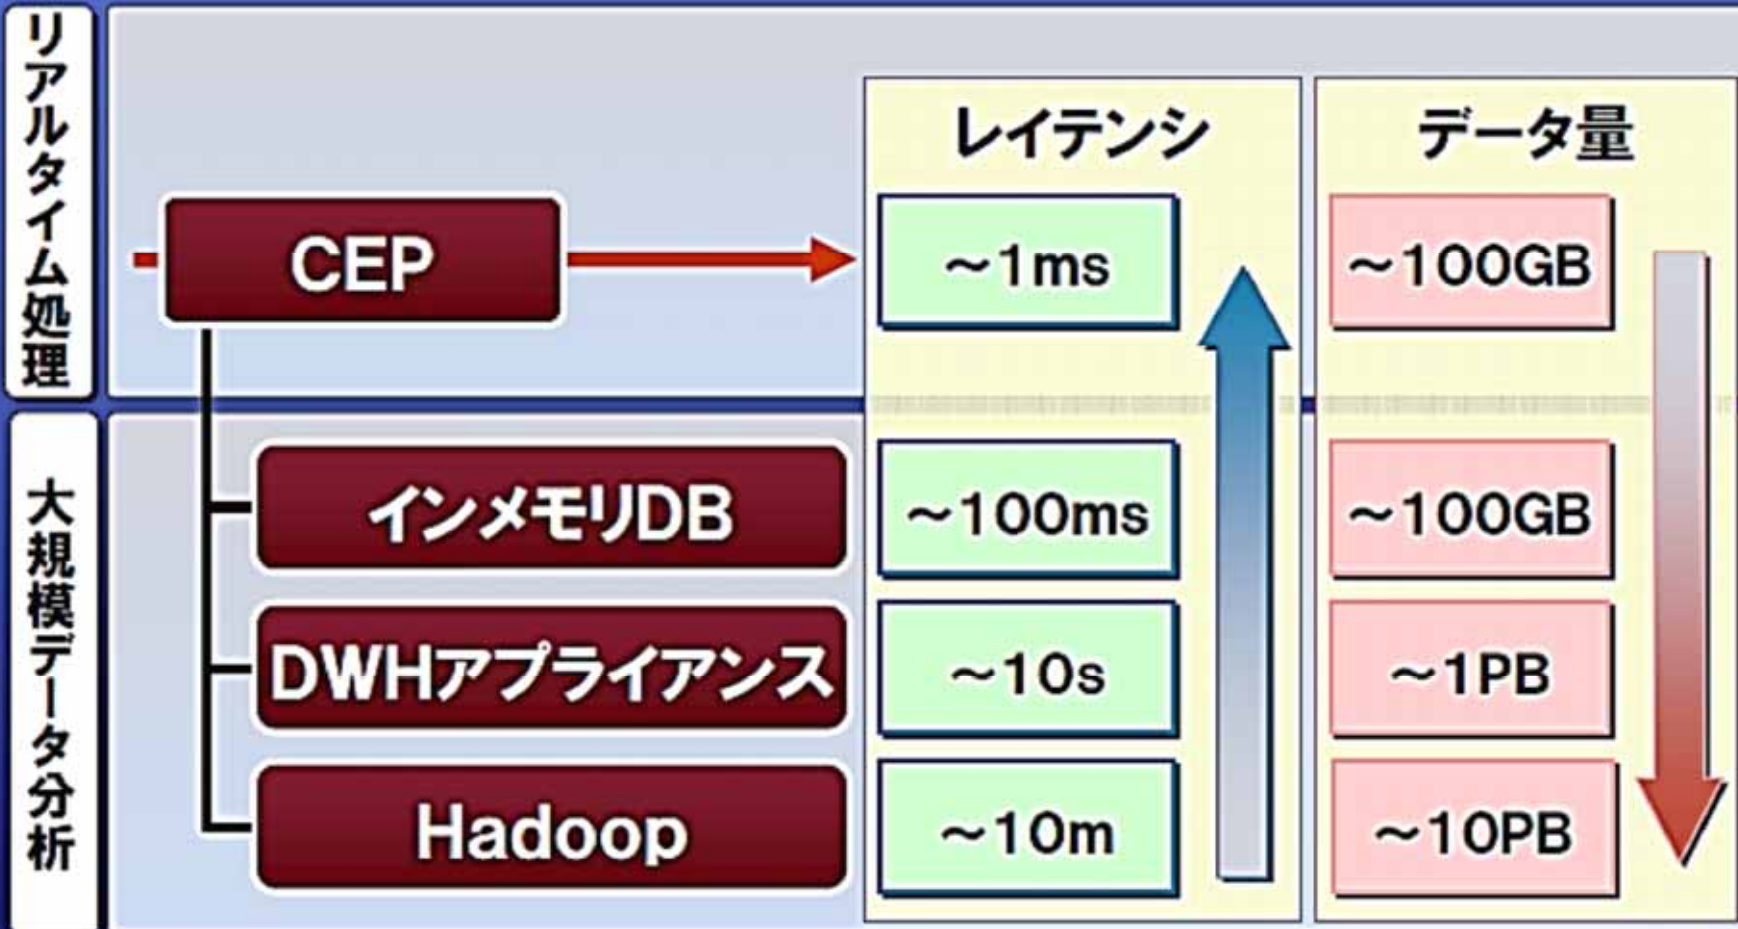 リアルタイム処理
レイテンシ
データ量
CEP
～1ms
～100GB
大規模データ分析
インメモリDB
～100ms
～100GB
DWHアプライアンス
～10s
～1PB
Hadoop
～10m
～10PB